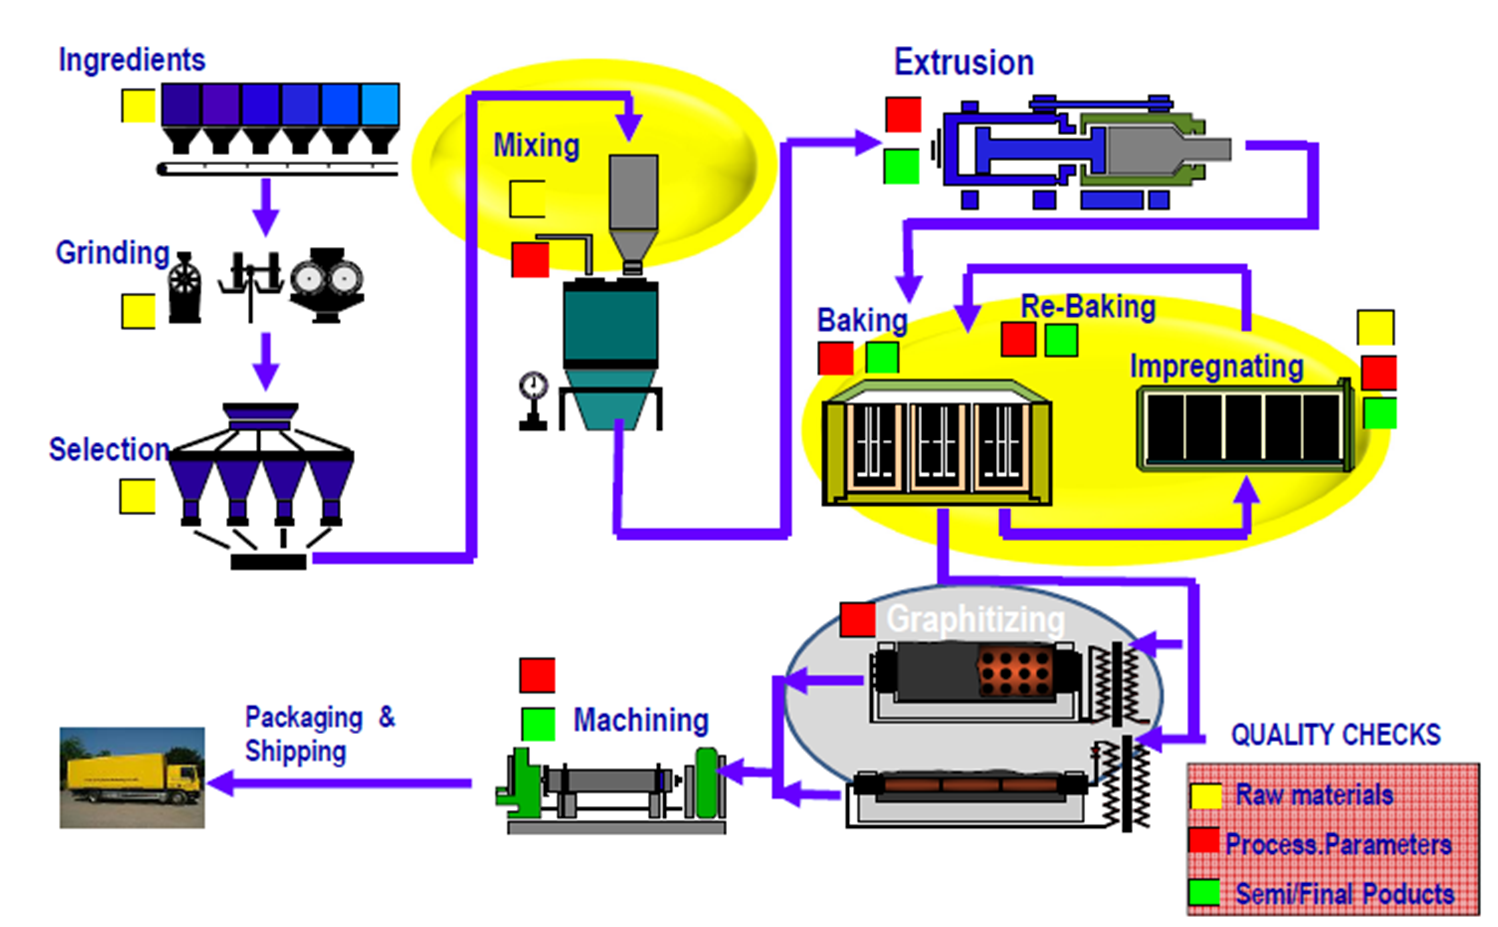 Ingredients
Extrusion
Mixing
Grinding
Re-Baking
Baking
Impregnating
Selection
Graphitizing
Packaging &
Shipping
Machining
QUALITY CHECKS
Raw materials
Process.Parameters
Semi/Final Poducts